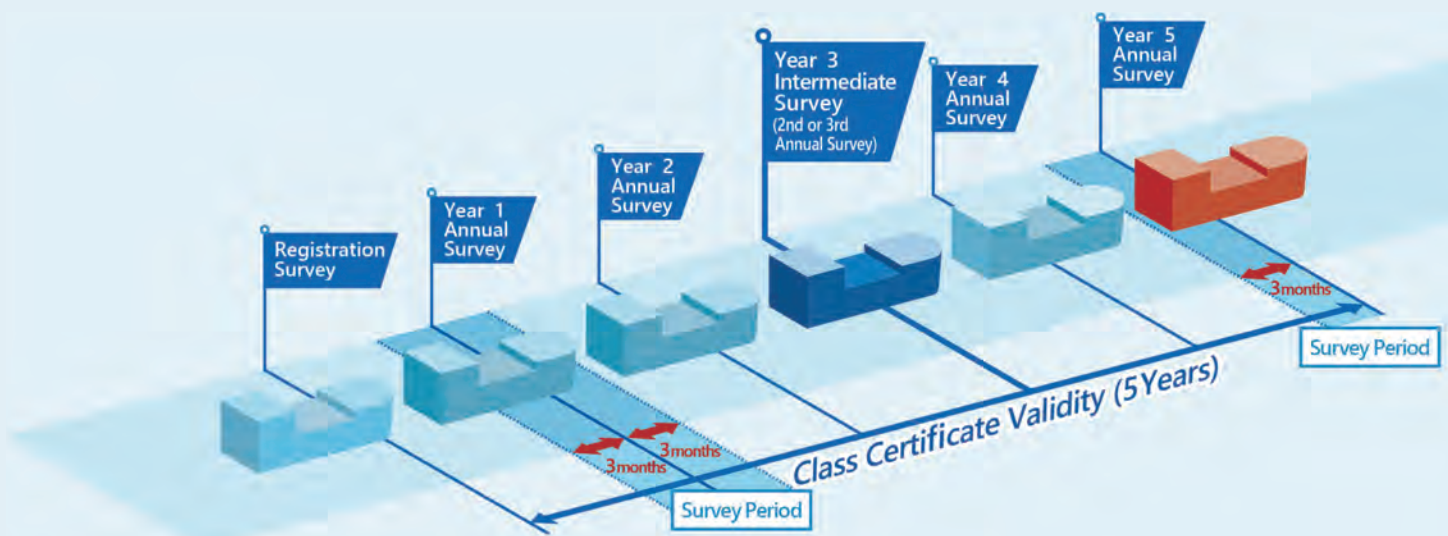 Registration
Survey
Year 1
Annual
Survey
Year 2
Annual
Survey
Year 3
Intermediate
Survey
(2nd or 3rd
Annual Survey)
Year 4
Annual
Survey
Year 5
Annual
Survey
3months
3months
Survey Period
Class Certificate Validity (5Years)
3months
Survey Period